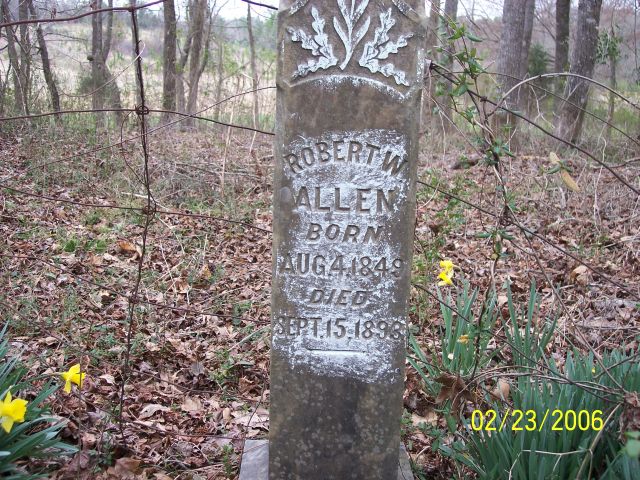 ROBERT W
ALLEN
BORN
AUG.4,1849
DIED
SEPT.15,1898
02/23/2006